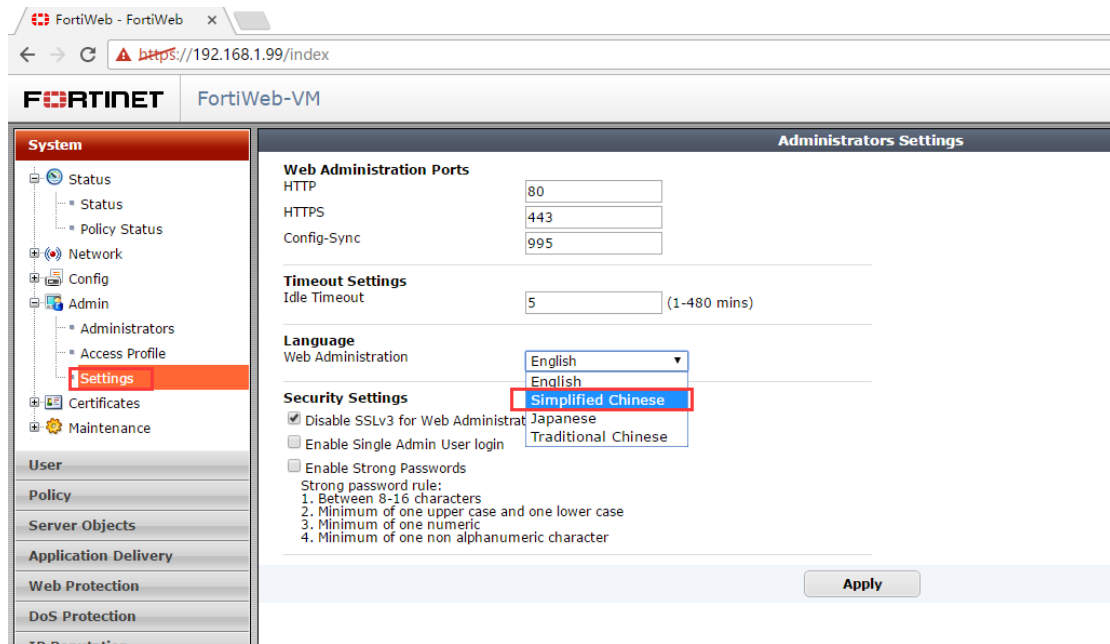 FortiWeb - FortiWeb
https://192.168.1.99/index
FORTINET FortiWeb-VM
System
Status
Status
Policy Status
Network
Config
Admin
Administrators
Access Profile
Settings
Certificates
Maintenance
User
Policy
Server Objects
Application Delivery
Web Protection
DoS Protection
Administrators Settings
Web Administration Ports
HTTP 80
HTTPS 443
Config-Sync 995
Timeout Settings
Idle Timeout 5 (1-480 mins)
Language
Web Administration English
English
Simplified Chinese
Japanese
Traditional Chinese
Security Settings
Disable SSLv3 for Web Administrat
Enable Single Admin User login
Enable Strong Passwords
Strong password rule:
1. Between 8-16 characters
2. Minimum of one upper case and one lower case
3. Minimum of one numeric
4. Minimum of one non alphanumeric character
Apply